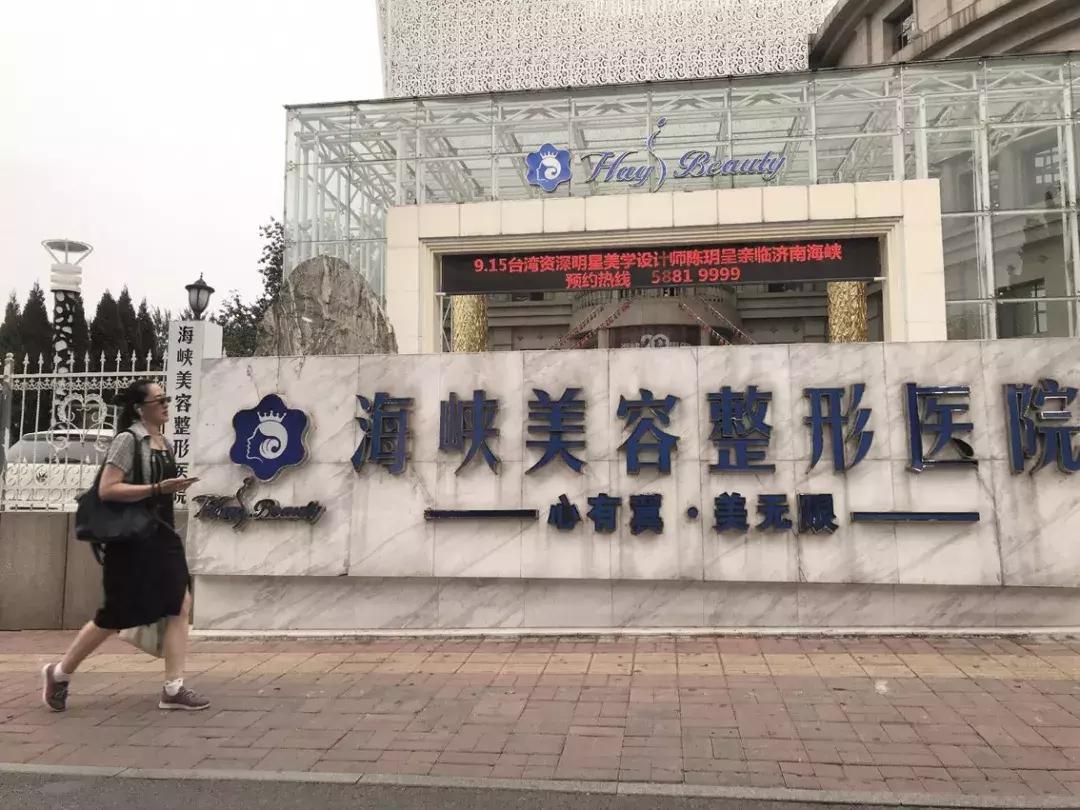 Hay Beauty
9.15台湾资深明星美学设计师陈玥呈亲临济南海峡
预约热线 5881 9999
海峡美容整形医院
海峡美容整形医院
Hay Beauty
心有翼·美无限